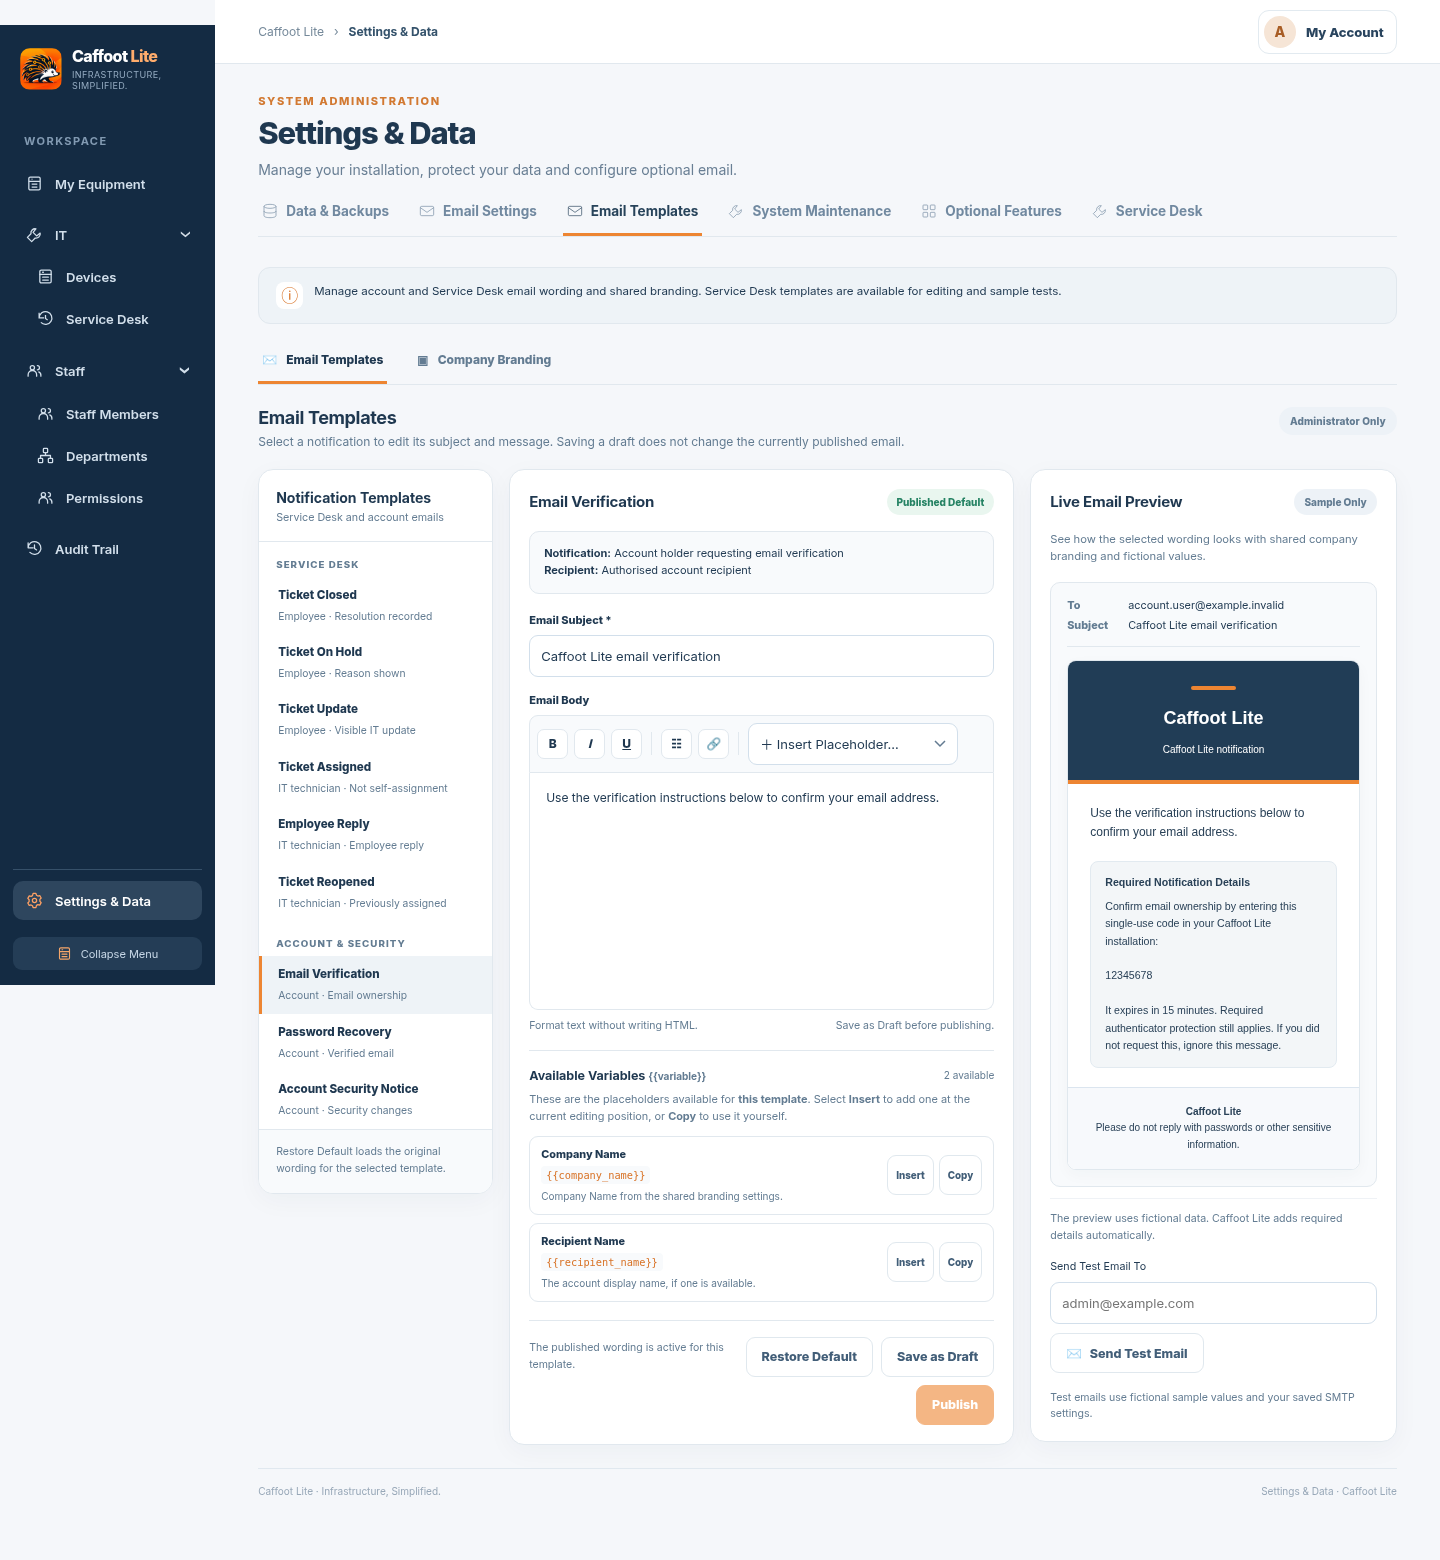 Caffoot Lite
INFRASTRUCTURE,
SIMPLIFIED.
WORKSPACE
My Equipment
IT
Devices
Service Desk
Staff
Staff Members
Departments
Permissions
Audit Trail
Settings & Data
Collapse Menu
Caffoot Lite › Settings & Data
A My Account
SYSTEM ADMINISTRATION
Settings & Data
Manage your installation, protect your data and configure optional email.
Data & Backups Email Settings Email Templates System Maintenance Optional Features Service Desk
Manage account and Service Desk email wording and shared branding. Service Desk templates are available for editing and sample tests.
Email Templates Company Branding
Email Templates
Administrator Only
Select a notification to edit its subject and message. Saving a draft does not change the currently published email.
Notification Templates
Service Desk and account emails
SERVICE DESK
Ticket Closed
Employee · Resolution recorded
Ticket On Hold
Employee · Reason shown
Ticket Update
Employee · Visible IT update
Ticket Assigned
IT technician · Not self-assignment
Employee Reply
IT technician · Employee reply
Ticket Reopened
IT technician · Previously assigned
ACCOUNT & SECURITY
Email Verification
Account · Email ownership
Password Recovery
Account · Verified email
Account Security Notice
Account · Security changes
Restore Default loads the original
wording for the selected template.
Email Verification
Published Default
Notification: Account holder requesting email verification
Recipient: Authorised account recipient
Email Subject *
Caffoot Lite email verification
Email Body
B I U + Insert Placeholder...
Use the verification instructions below to confirm your email address.
Format text without writing HTML. Save as Draft before publishing.
Available Variables {{variable}} 2 available
These are the placeholders available for this template. Select Insert to add one at the
current editing position, or Copy to use it yourself.
Company Name
{{company_name}}
Company Name from the shared branding settings.
Insert Copy
Recipient Name
{{recipient_name}}
The account display name, if one is available.
Insert Copy
The published wording is active for this
template.
Restore Default Save as Draft
Publish
Live Email Preview
Sample Only
See how the selected wording looks with shared company
branding and fictional values.
To account.user@example.invalid
Subject Caffoot Lite email verification
Caffoot Lite
Caffoot Lite notification
Use the verification instructions below to
confirm your email address.
Required Notification Details
Confirm email ownership by entering this
single-use code in your Caffoot Lite
installation:
12345678
It expires in 15 minutes. Required
authenticator protection still applies. If you did
not request this, ignore this message.
Caffoot Lite
Please do not reply with passwords or other sensitive
information.
The preview uses fictional data. Caffoot Lite adds required
details automatically.
Send Test Email To
admin@example.com
Send Test Email
Test emails use fictional sample values and your saved SMTP
settings.
Caffoot Lite · Infrastructure, Simplified.
Settings & Data · Caffoot Lite